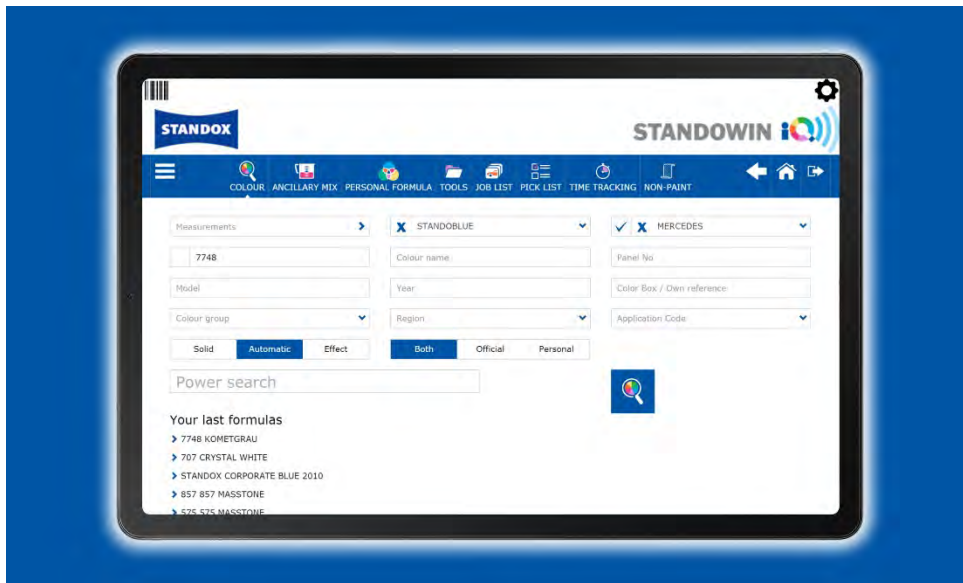 STANDOX
STANDOWIN iQ
COLOUR ANCILLARY MIX PERSONAL FORMULA TOOLS JOB LIST PICK LIST TIME TRACKING NON-PAINT
Measurements X STANDOBLUE X MERCEDES
7748 Colour name Panel No
Model Year Color Box / Own reference
Colour group Region Application Code
Solid Automatic Effect Both Official Personal
Power search
Your last formulas
7748 KOMETGRAU
707 CRYSTAL WHITE
STANDOX CORPORATE BLUE 2010
857 857 MASSTONE
575 575 MASSTONE